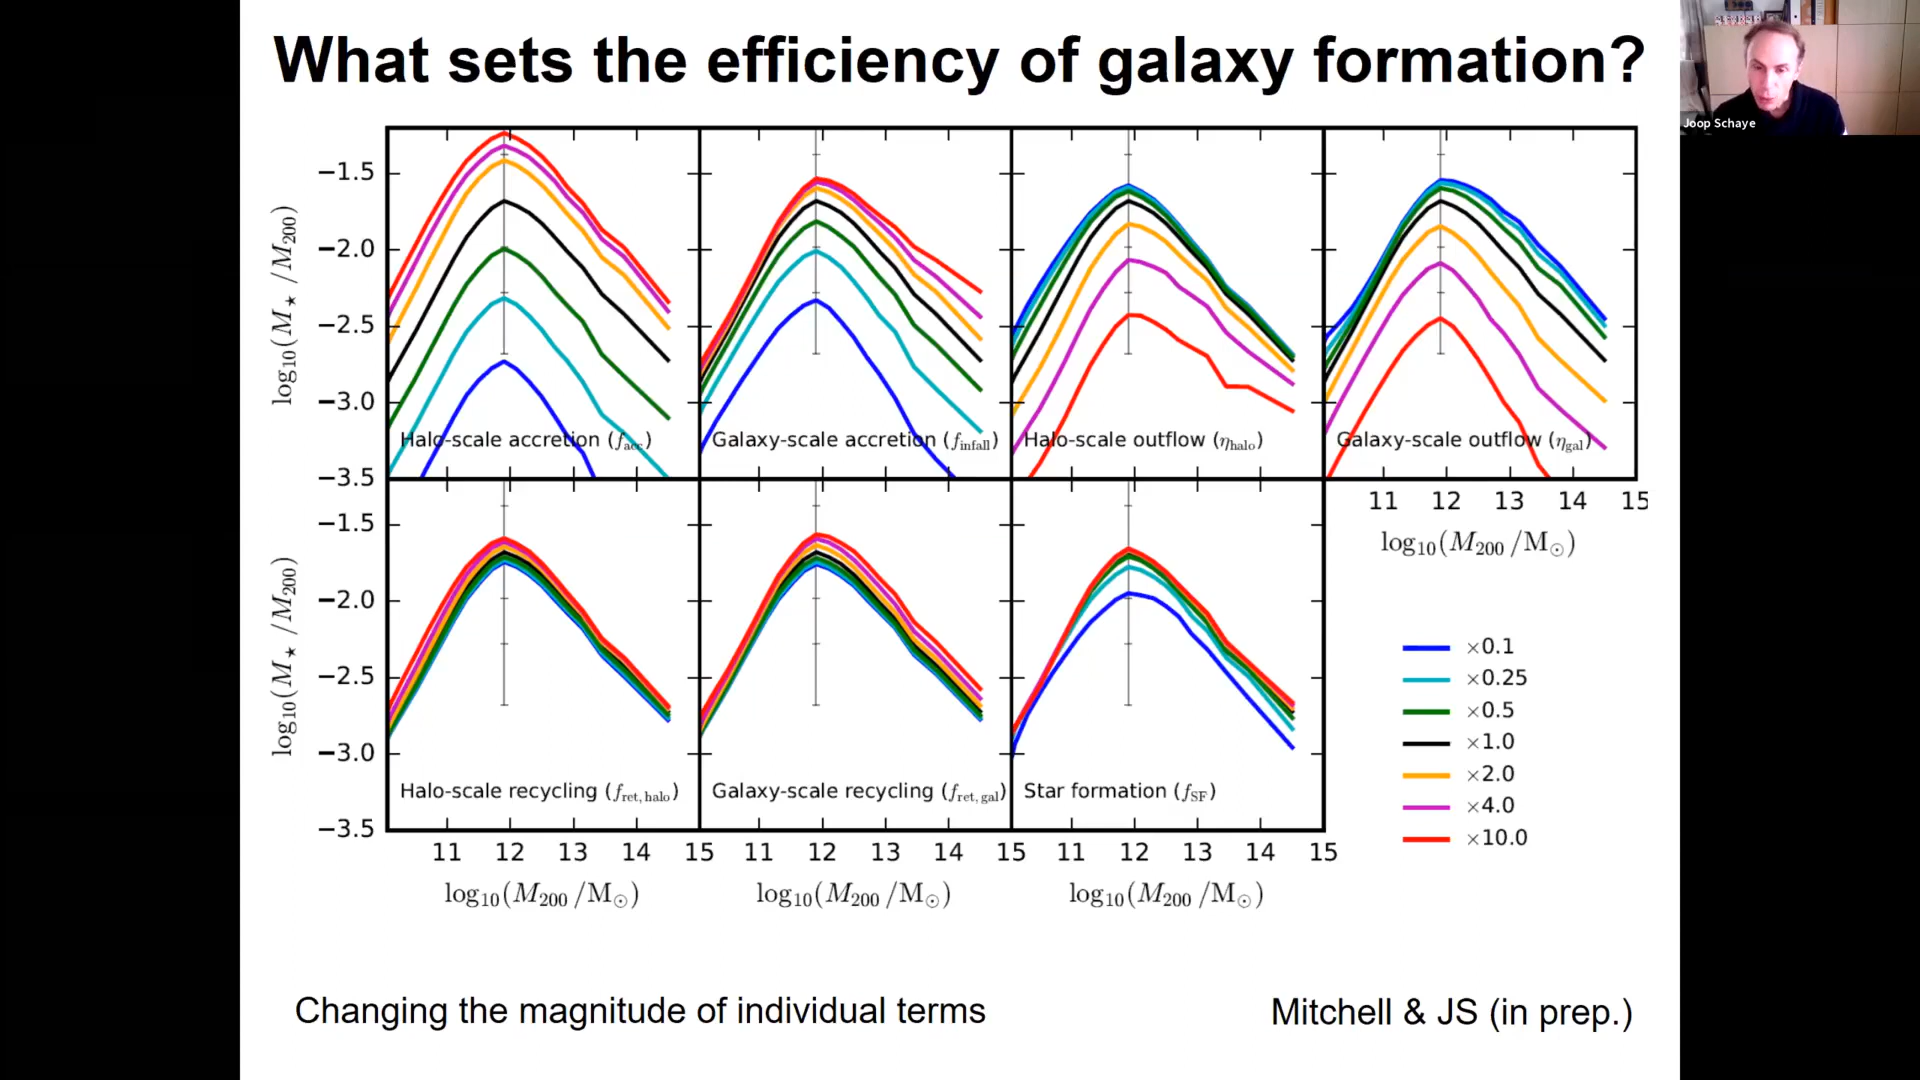 What sets the efficiency of galaxy formation?
Joop Schaye
log₁₀(M⋆/M₂₀₀)
−1.5
−2.0
−2.5
−3.0
−3.5
Halo-scale accretion (f_acc)
Galaxy-scale accretion (f_infall)
Halo-scale outflow (η_halo)
Galaxy-scale outflow (η_gal)
11 12 13 14 15
log₁₀(M₂₀₀/M☉)
log₁₀(M⋆/M₂₀₀)
−1.5
−2.0
−2.5
−3.0
−3.5
Halo-scale recycling (f_ret,halo)
Galaxy-scale recycling (f_ret,gal)
Star formation (f_SF)
11 12 13 14 15 11 12 13 14 15 11 12 13 14 15
log₁₀(M₂₀₀/M☉)
log₁₀(M₂₀₀/M☉)
log₁₀(M₂₀₀/M☉)
×0.1
×0.25
×0.5
×1.0
×2.0
×4.0
×10.0
Changing the magnitude of individual terms
Mitchell & JS (in prep.)